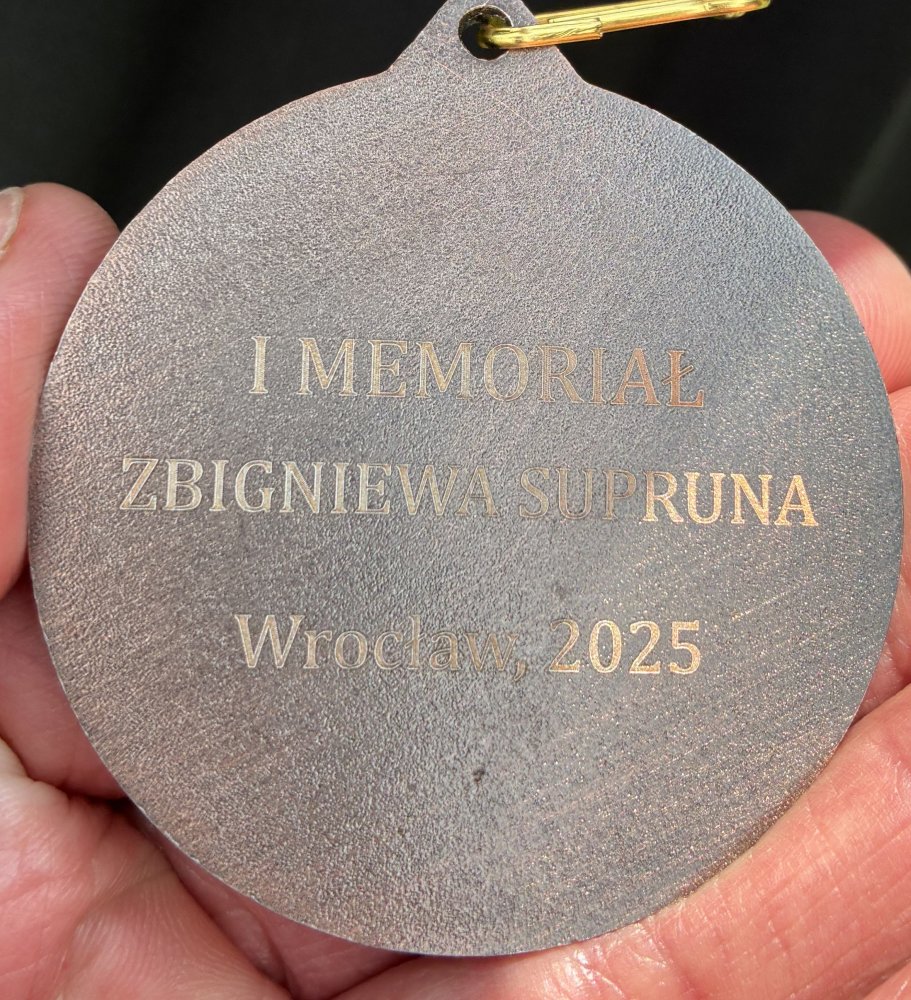 I MEMORIAŁ
ZBIGNIEWA SUPRUNA
Wrocław, 2025